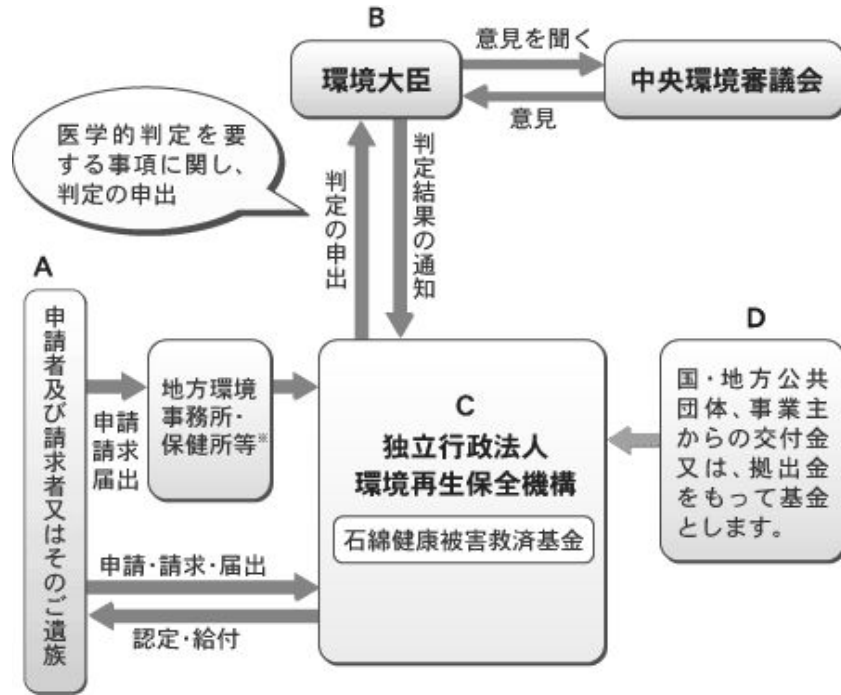 B
環境大臣
意見を聞く
意見
中央環境審議会
医学的判定を要
する事項に関し、
判定の申出
判定の申出
判定結果の通知
A
申請者及び請求者又はそのご遺族
申請
請求
届出
地方環境
事務所・
保健所等※
C
独立行政法人
環境再生保全機構
石綿健康被害救済基金
D
国・地方公共
団体、事業主
からの交付金
又は、拠出金
をもって基金
とします。
申請・請求・届出
認定・給付